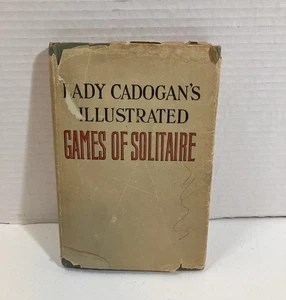 LADY CADOGAN'S
ILLUSTRATED
GAMES OF SOLITAIRE